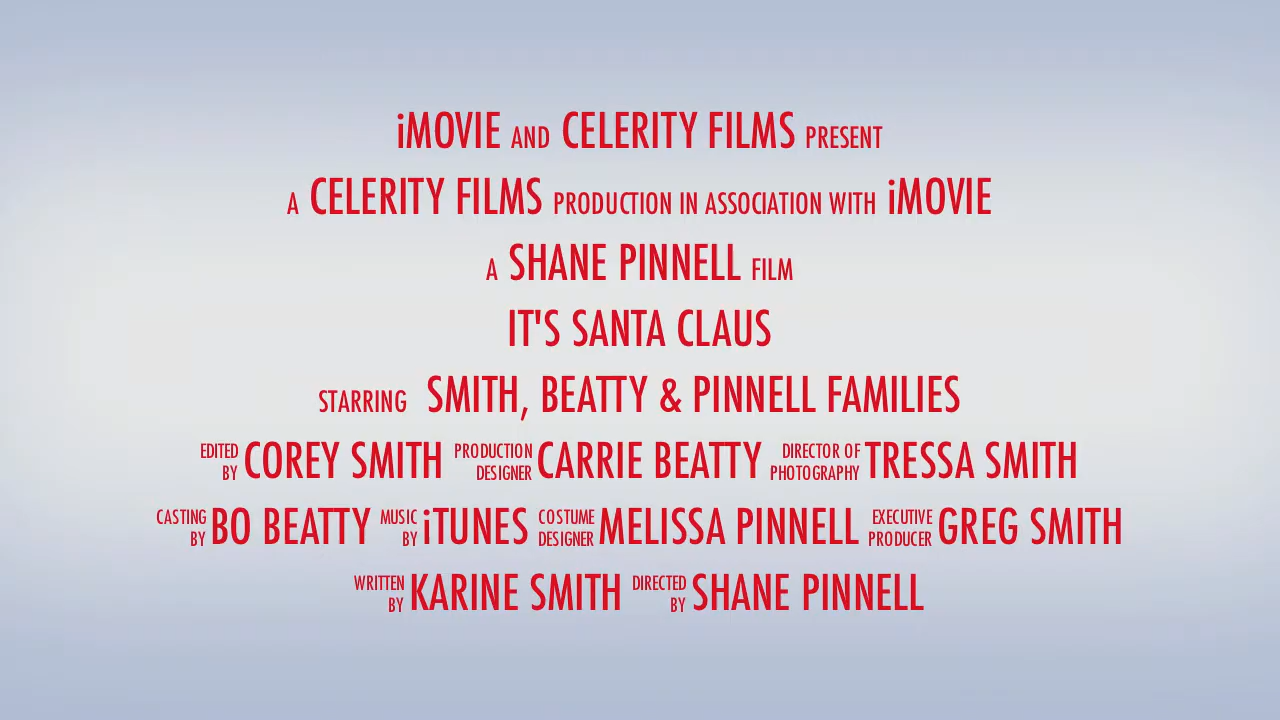 iMOVIE AND CELERITY FILMS PRESENT
A CELERITY FILMS PRODUCTION IN ASSOCIATION WITH iMOVIE
A SHANE PINNELL FILM
IT'S SANTA CLAUS
STARRING SMITH, BEATTY & PINNELL FAMILIES
EDITED BY COREY SMITH PRODUCTION DESIGNER CARRIE BEATTY DIRECTOR OF PHOTOGRAPHY TRESSA SMITH
CASTING BY BO BEATTY MUSIC BY iTUNES COSTUME DESIGNER MELISSA PINNELL EXECUTIVE PRODUCER GREG SMITH
WRITTEN BY KARINE SMITH DIRECTED BY SHANE PINNELL